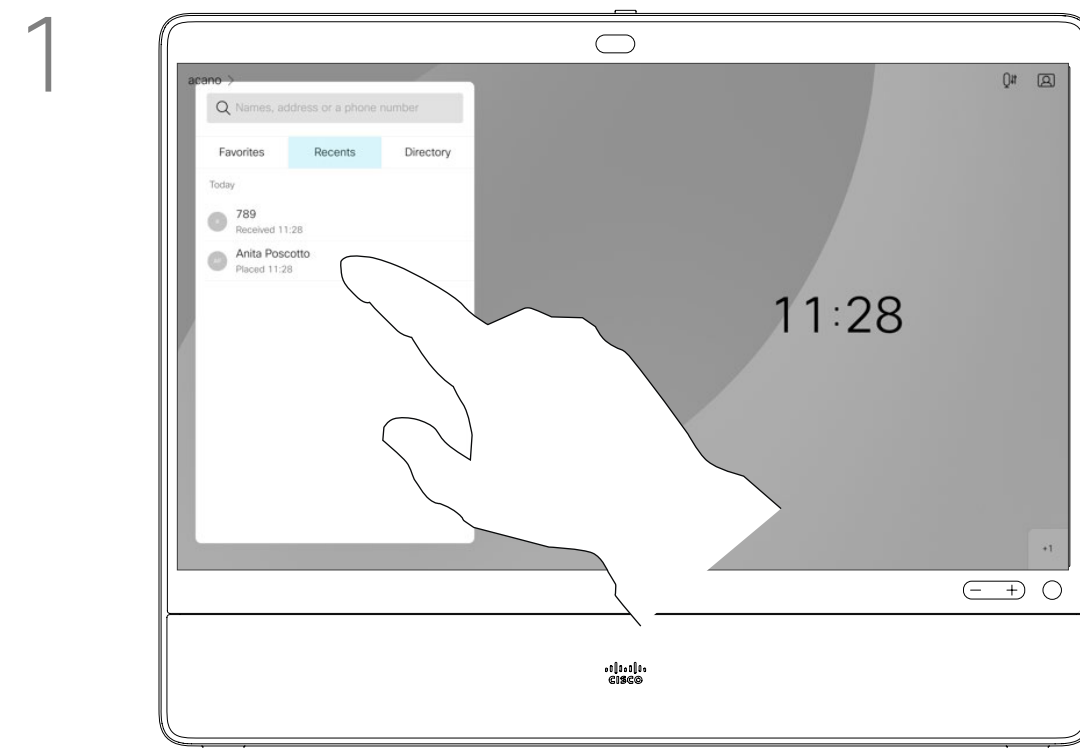 1
acano >
Names, address or a phone number
Favorites Recents Directory
Today
789
Received 11:28
Anita Poscotto
Placed 11:28
11:28
+1
CISCO